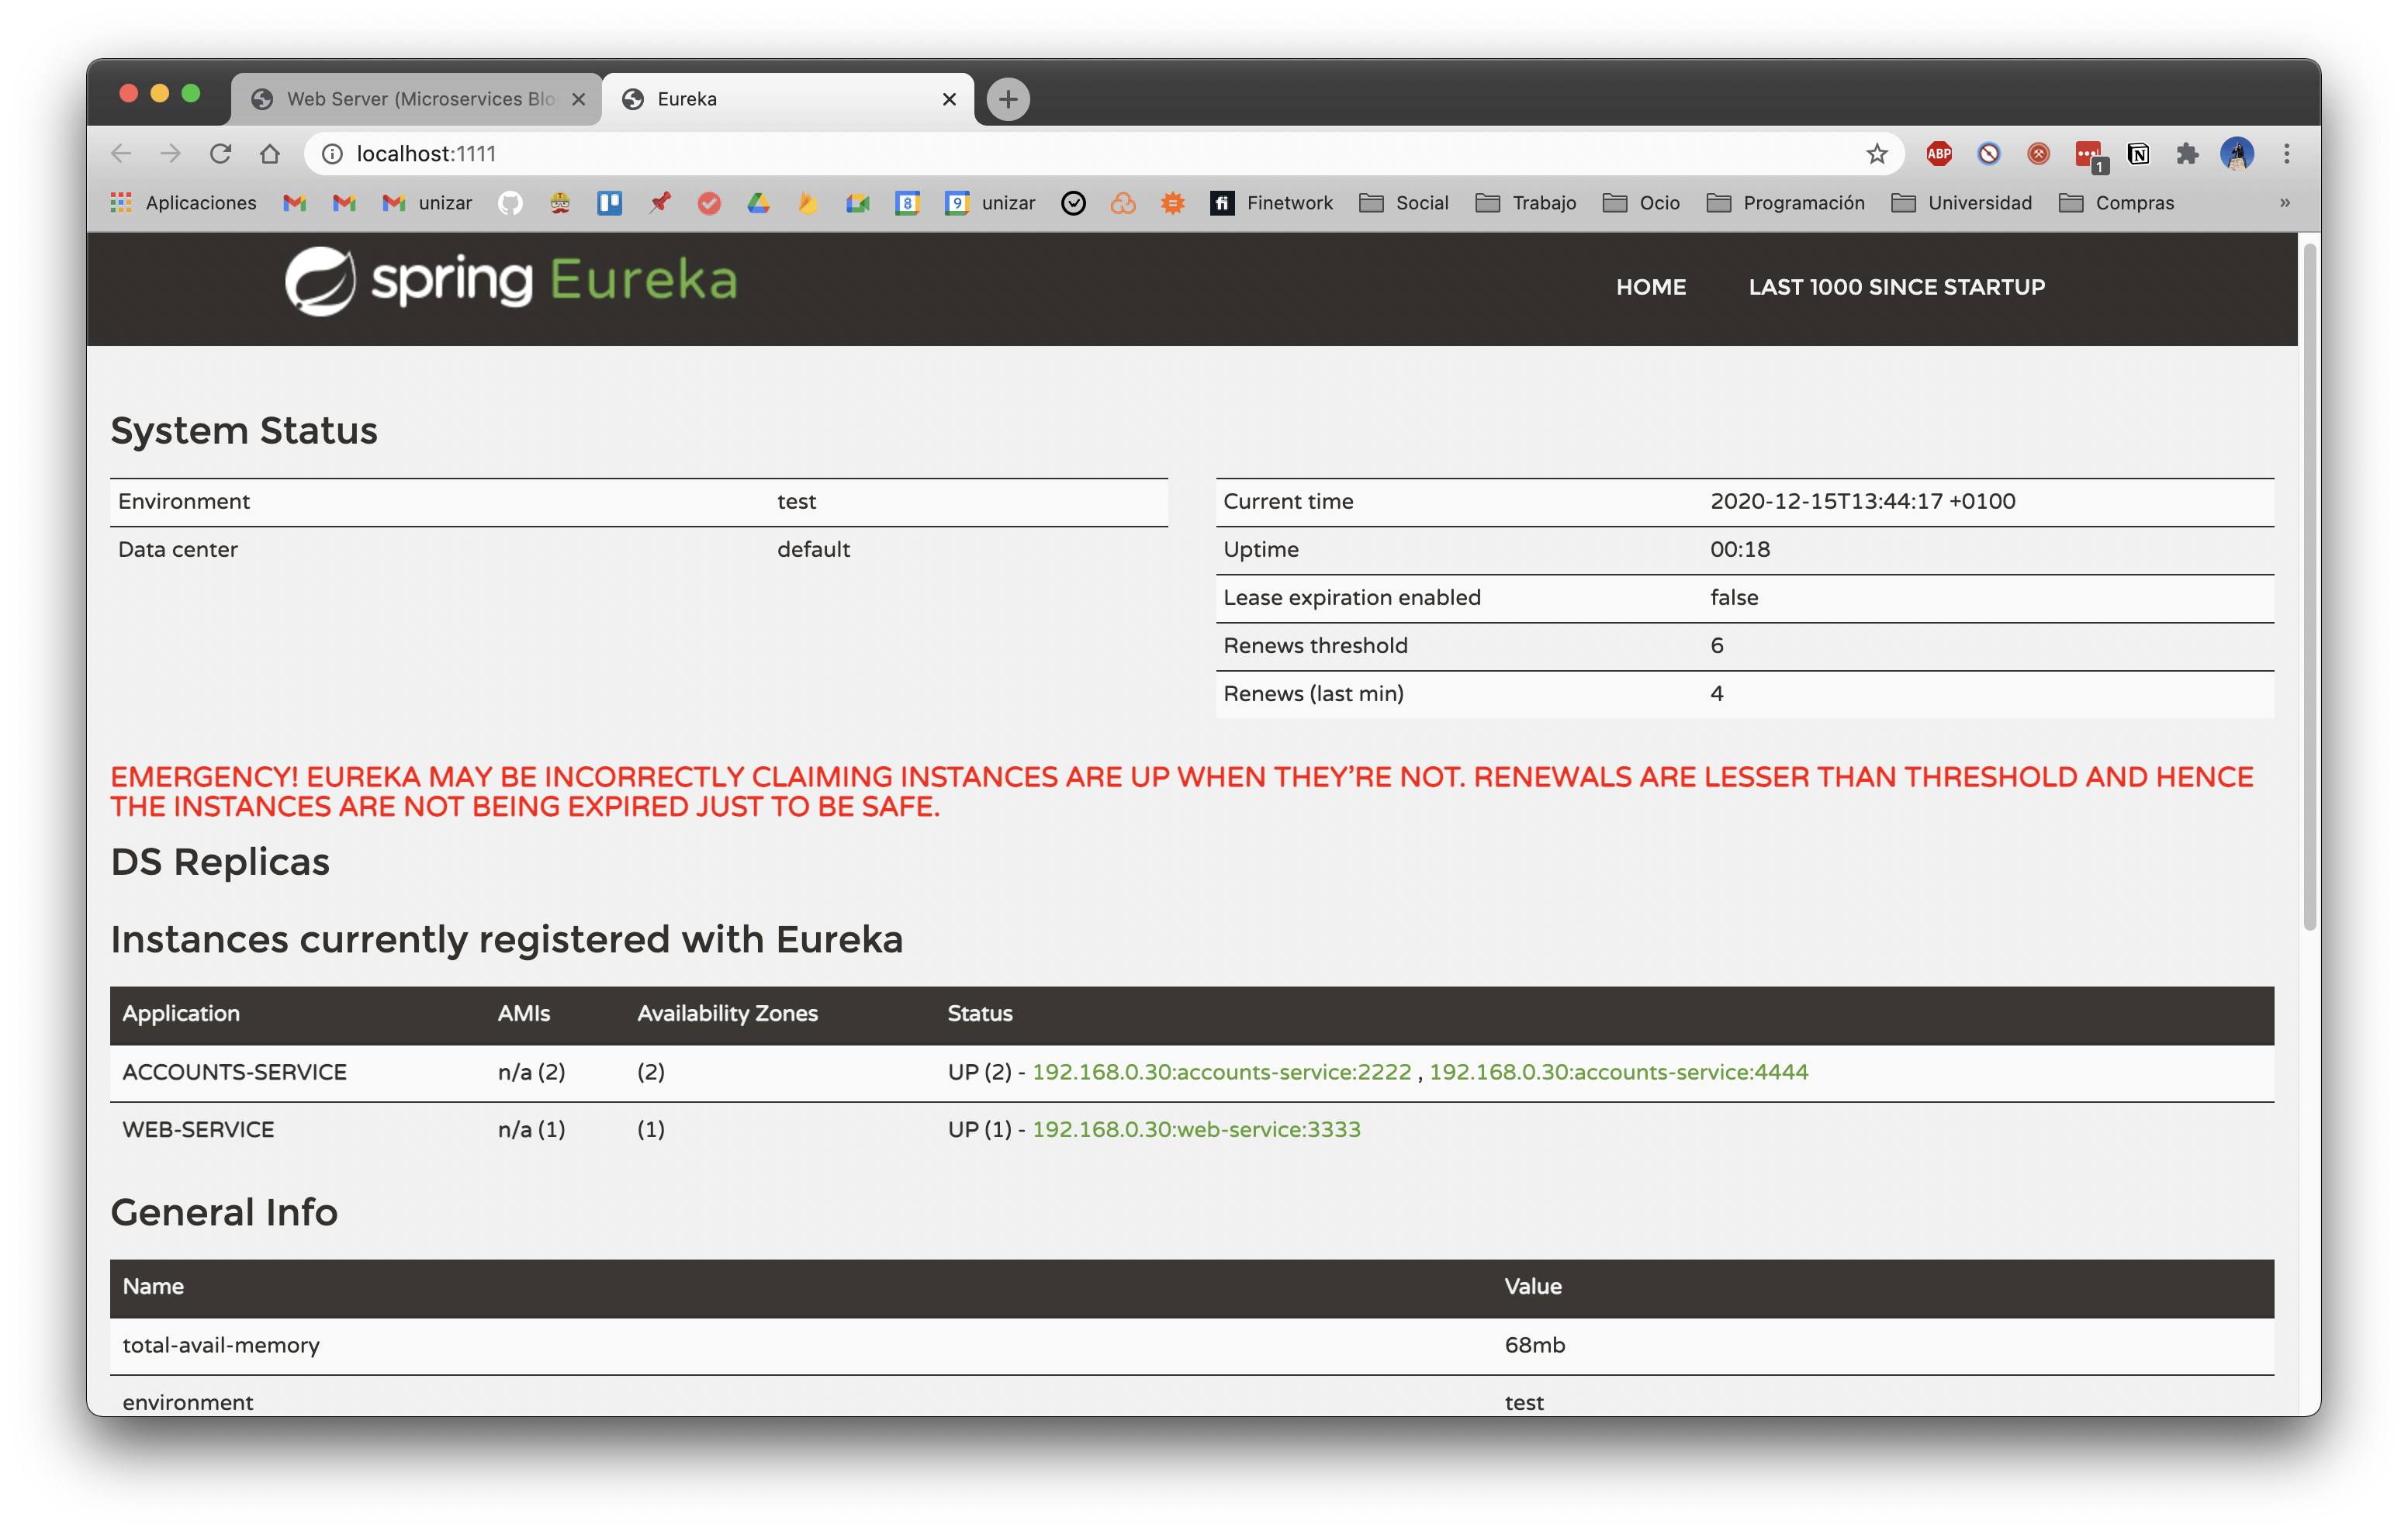 Web Server (Microservices Blo
Eureka
localhost:1111
ABP
1
Aplicaciones
unizar
8
9
unizar
fi
Finetwork
Social
Trabajo
Ocio
Programación
Universidad
Compras
»
spring Eureka
HOME
LAST 1000 SINCE STARTUP
System Status
Environment test
Data center default
Current time 2020-12-15T13:44:17 +0100
Uptime 00:18
Lease expiration enabled false
Renews threshold 6
Renews (last min) 4
EMERGENCY! EUREKA MAY BE INCORRECTLY CLAIMING INSTANCES ARE UP WHEN THEY’RE NOT. RENEWALS ARE LESSER THAN THRESHOLD AND HENCE
THE INSTANCES ARE NOT BEING EXPIRED JUST TO BE SAFE.
DS Replicas
Instances currently registered with Eureka
Application AMIs Availability Zones Status
ACCOUNTS-SERVICE n/a (2) (2) UP (2) - 192.168.0.30:accounts-service:2222 , 192.168.0.30:accounts-service:4444
WEB-SERVICE n/a (1) (1) UP (1) - 192.168.0.30:web-service:3333
General Info
Name Value
total-avail-memory 68mb
environment test